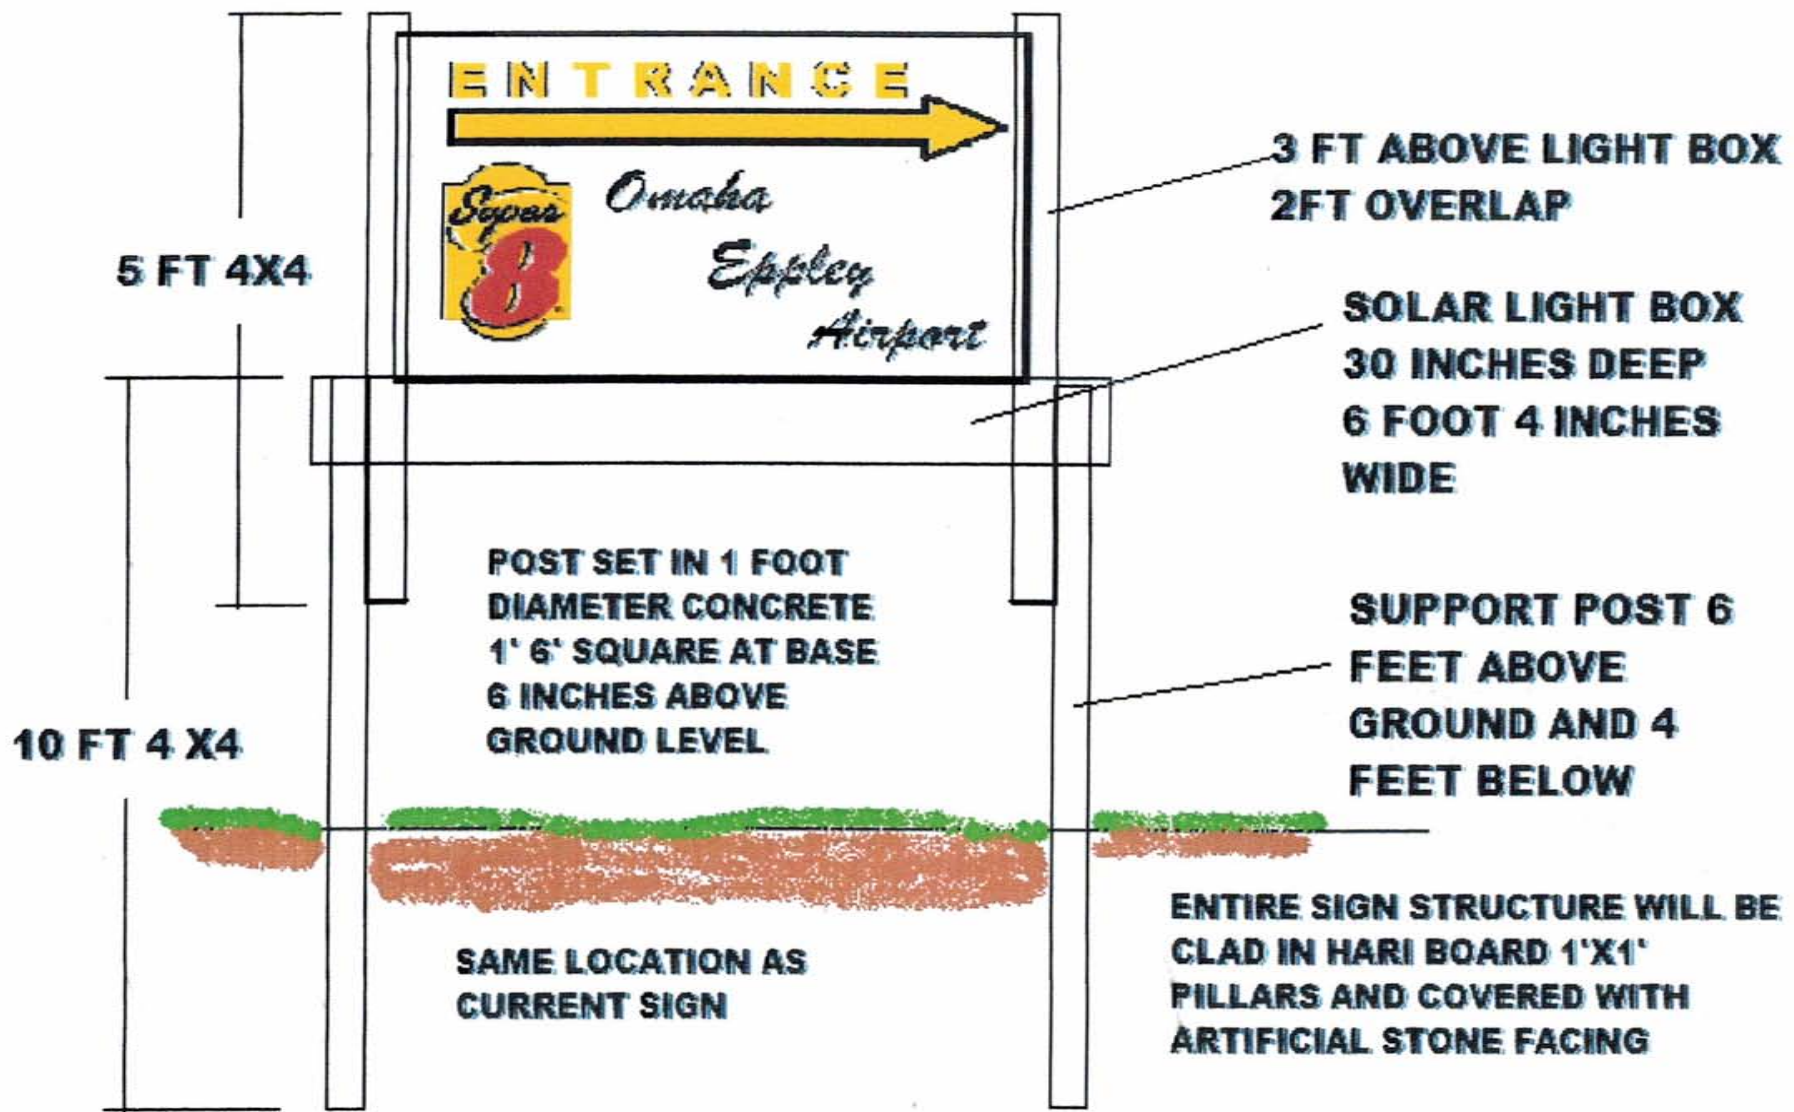 ENTRANCE
Super
8
Omaha
Eppley
Airport
5 FT 4X4
3 FT ABOVE LIGHT BOX
2FT OVERLAP
SOLAR LIGHT BOX
30 INCHES DEEP
6 FOOT 4 INCHES
WIDE
POST SET IN 1 FOOT
DIAMETER CONCRETE
1' 6' SQUARE AT BASE
6 INCHES ABOVE
GROUND LEVEL
SUPPORT POST 6
FEET ABOVE
GROUND AND 4
FEET BELOW
10 FT 4 X4
SAME LOCATION AS
CURRENT SIGN
ENTIRE SIGN STRUCTURE WILL BE
CLAD IN HARI BOARD 1'X1'
PILLARS AND COVERED WITH
ARTIFICIAL STONE FACING